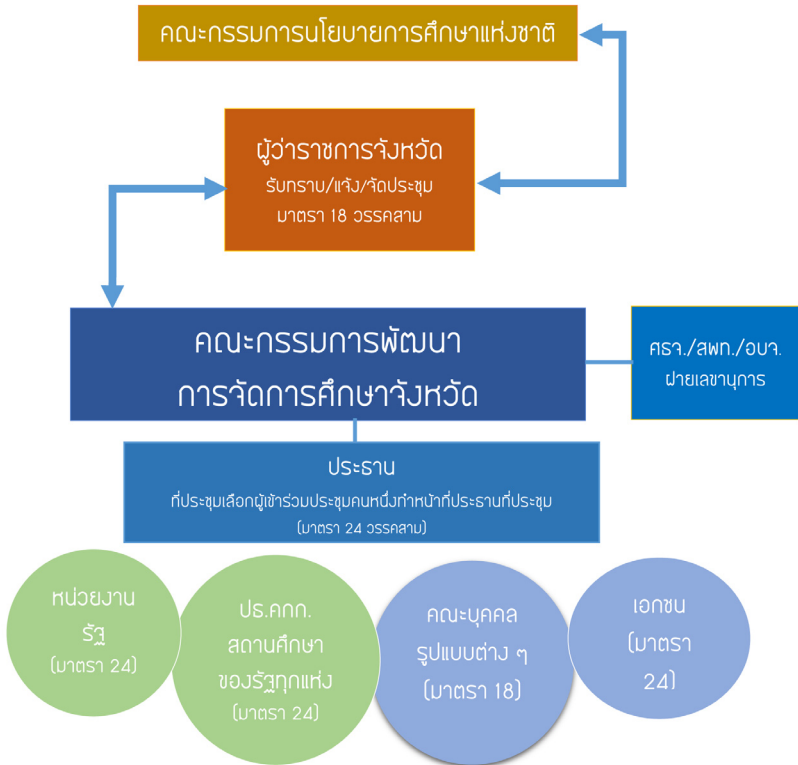 คณะกรรมการนโยบายการศึกษาแห่งชาติ
ผู้ว่าราชการจังหวัด
รับทราบ/แจ้ง/จัดประชุม
มาตรา 18 วรรคสาม
คณะกรรมการพัฒนา
การจัดการศึกษาจังหวัด
ศธจ./สพท./อบจ.
ฝ่ายเลขานุการ
ประธาน
ที่ประชุมเลือกผู้เข้าร่วมประชุมคนหนึ่งทำหน้าที่ประธานที่ประชุม
(มาตรา 24 วรรคสาม)
หน่วยงาน
รัฐ
(มาตรา 24)
ปธ.คกก.
สถานศึกษา
ของรัฐทุกแห่ง
(มาตรา 24)
คณะบุคคล
รูปแบบต่าง ๆ
(มาตรา 18)
เอกชน
(มาตรา
24)